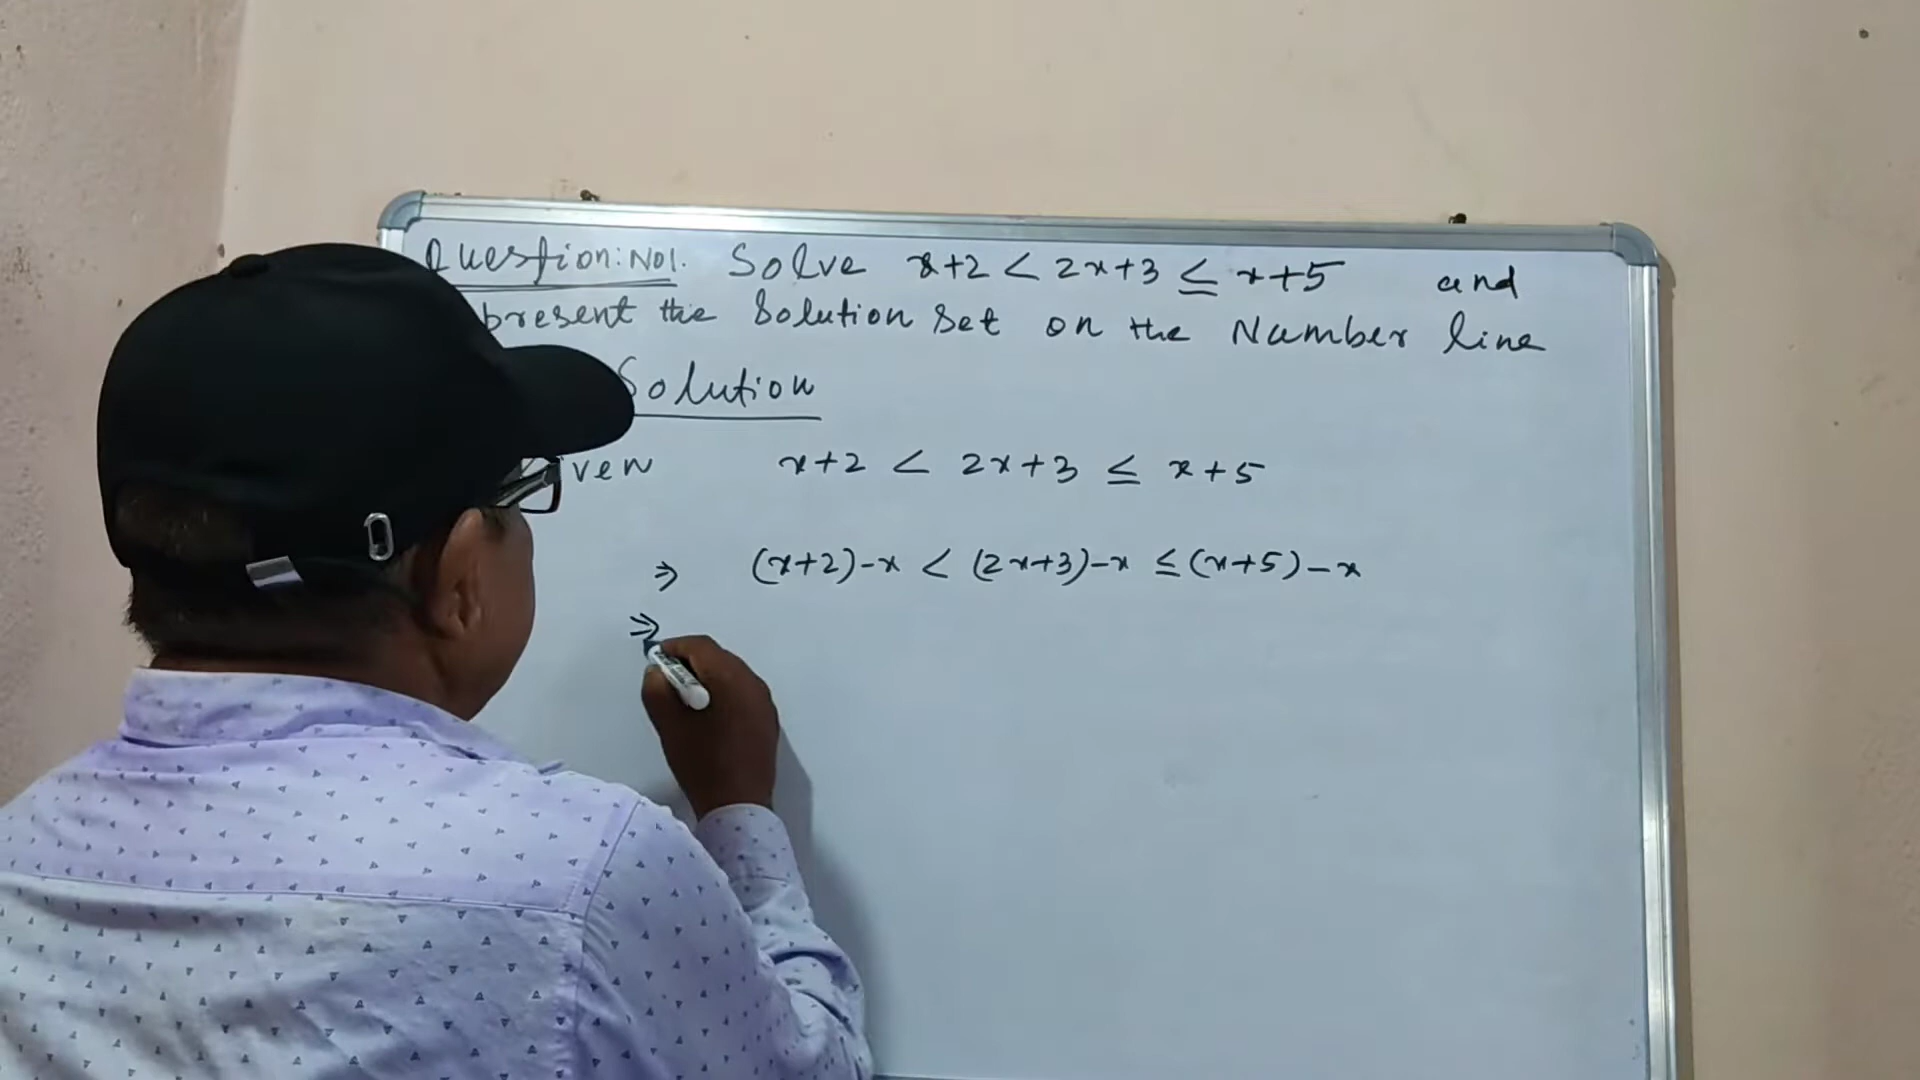 Question: No1. Solve x+2 < 2x+3 ≤ x+5 and
present the Solution Set on the Number line
Solution
ven x+2 < 2x+3 ≤ x+5
⇒ (x+2)-x < (2x+3)-x ≤ (x+5)-x
⇒